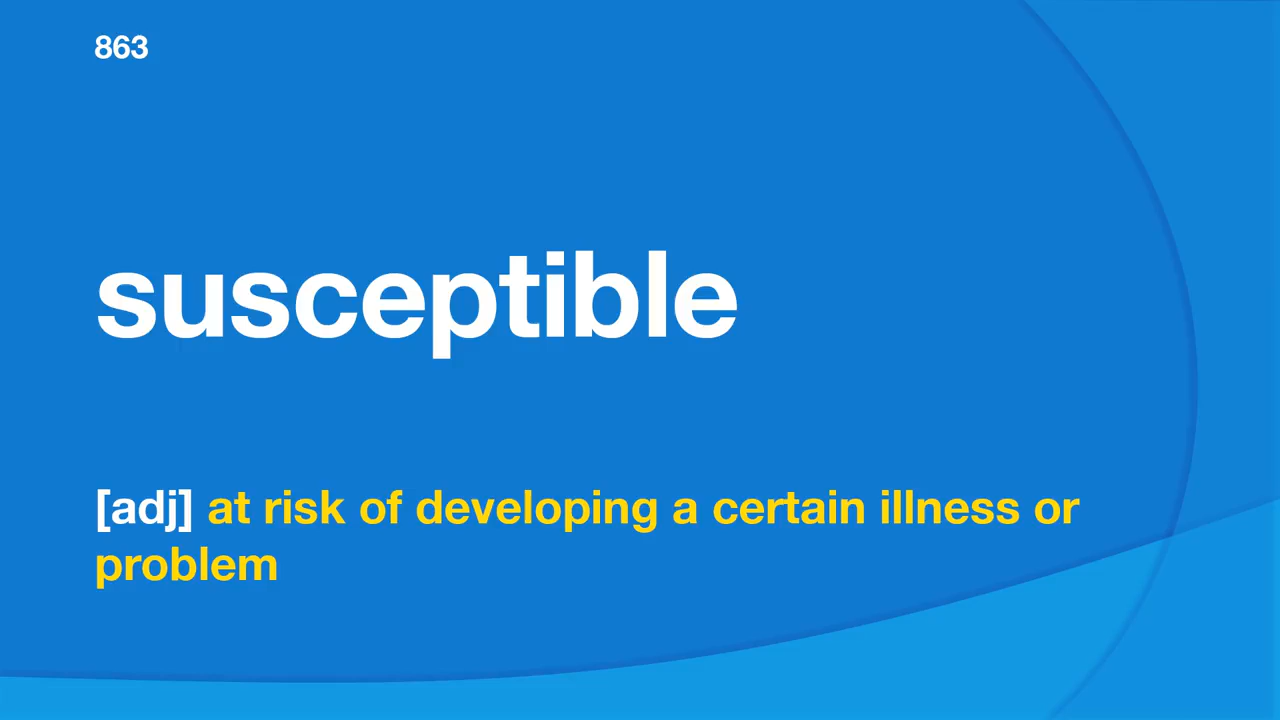 863
susceptible
[adj] at risk of developing a certain illness or
problem